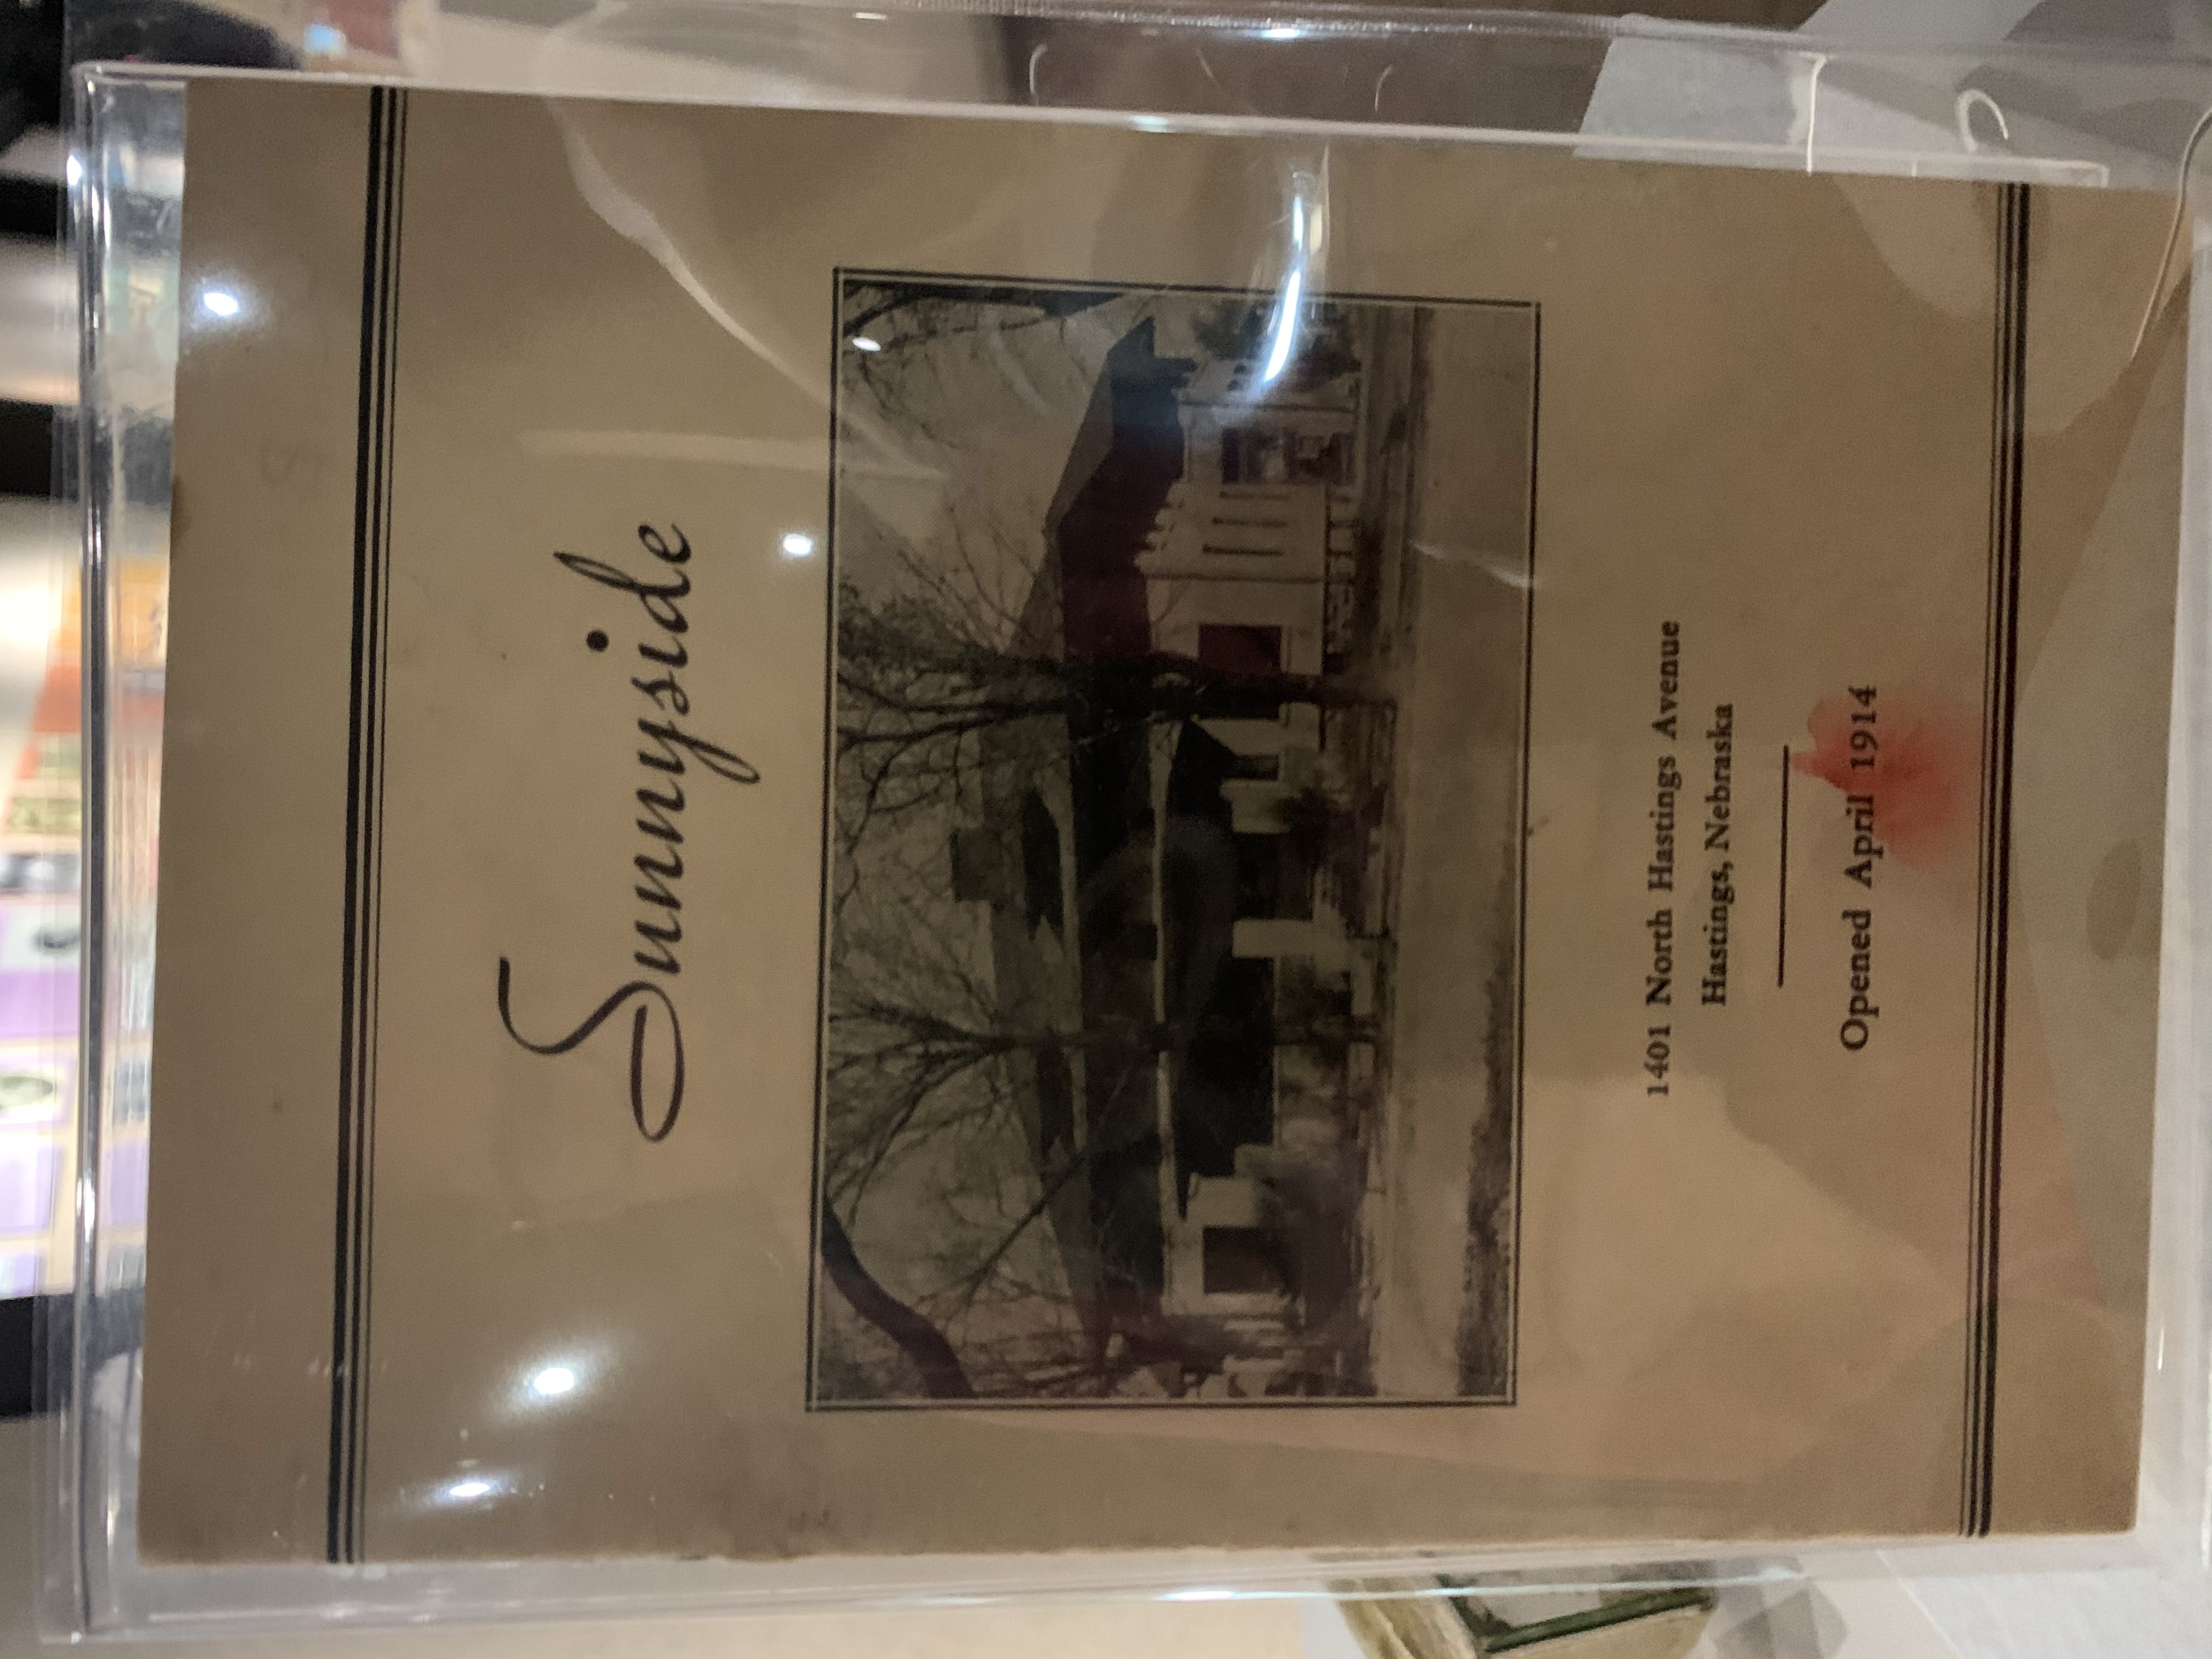 Sunnyside
1401 North Hastings Avenue
Hastings, Nebraska
Opened April 1914